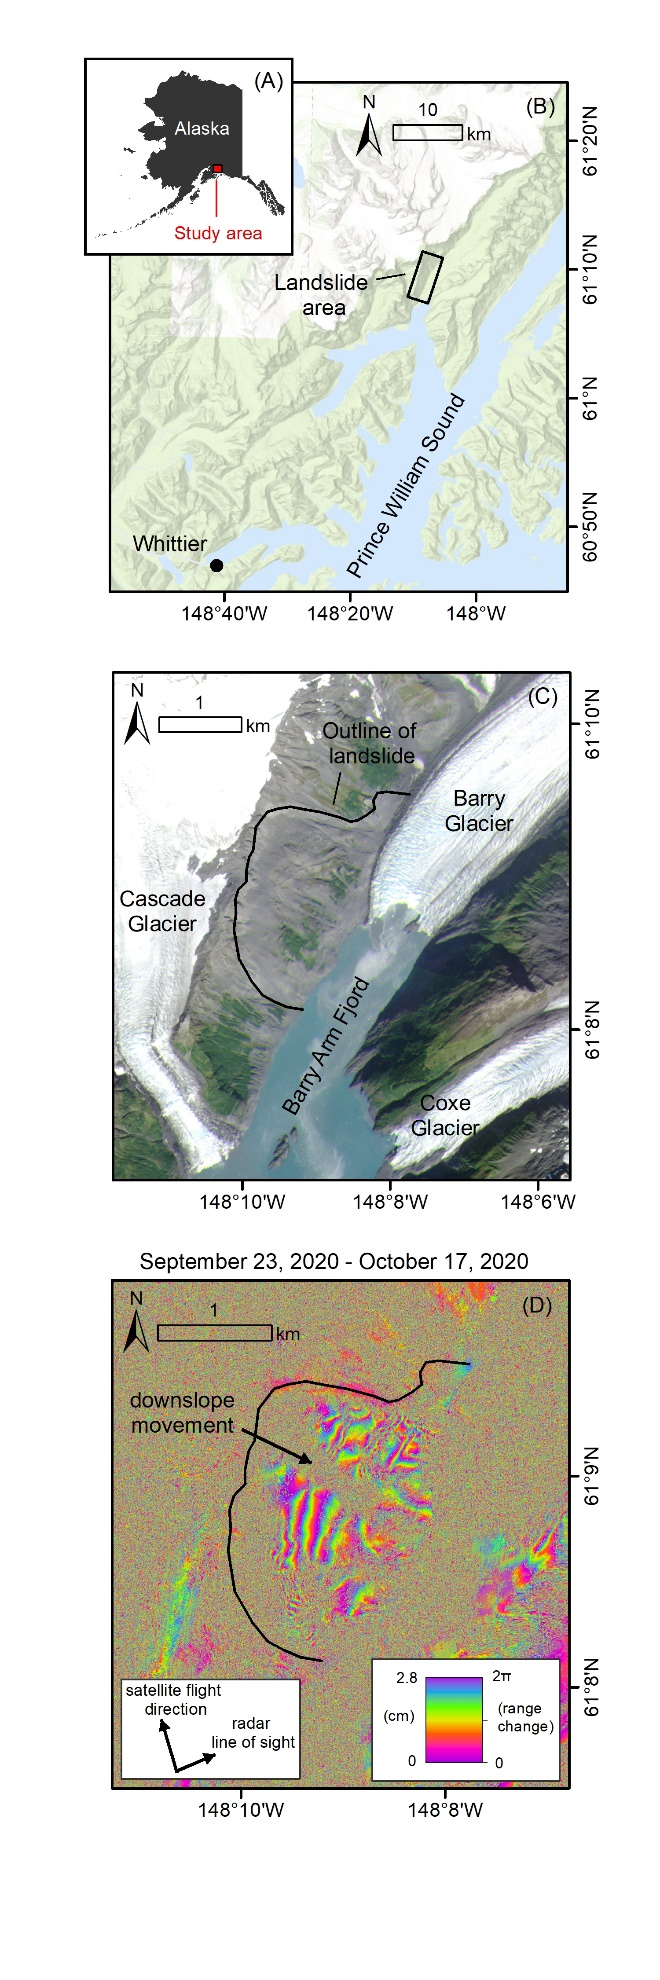 (A)
Alaska
Study area
(B)
N
10
km
Landslide
area
Prince William Sound
Whittier
61°20'N
61°10'N
61°N
60°50'N
148°40'W
148°20'W
148°W
(C)
N
1
km
Outline of
landslide
Barry
Glacier
Cascade
Glacier
Barry Arm Fjord
Coxe
Glacier
61°10'N
61°8'N
148°10'W
148°8'W
148°6'W
September 23, 2020 - October 17, 2020
(D)
N
1
km
downslope
movement
61°9'N
61°8'N
satellite flight
direction
radar
line of sight
2.8
2π
(cm)
(range
change)
0
0
148°10'W
148°8'W